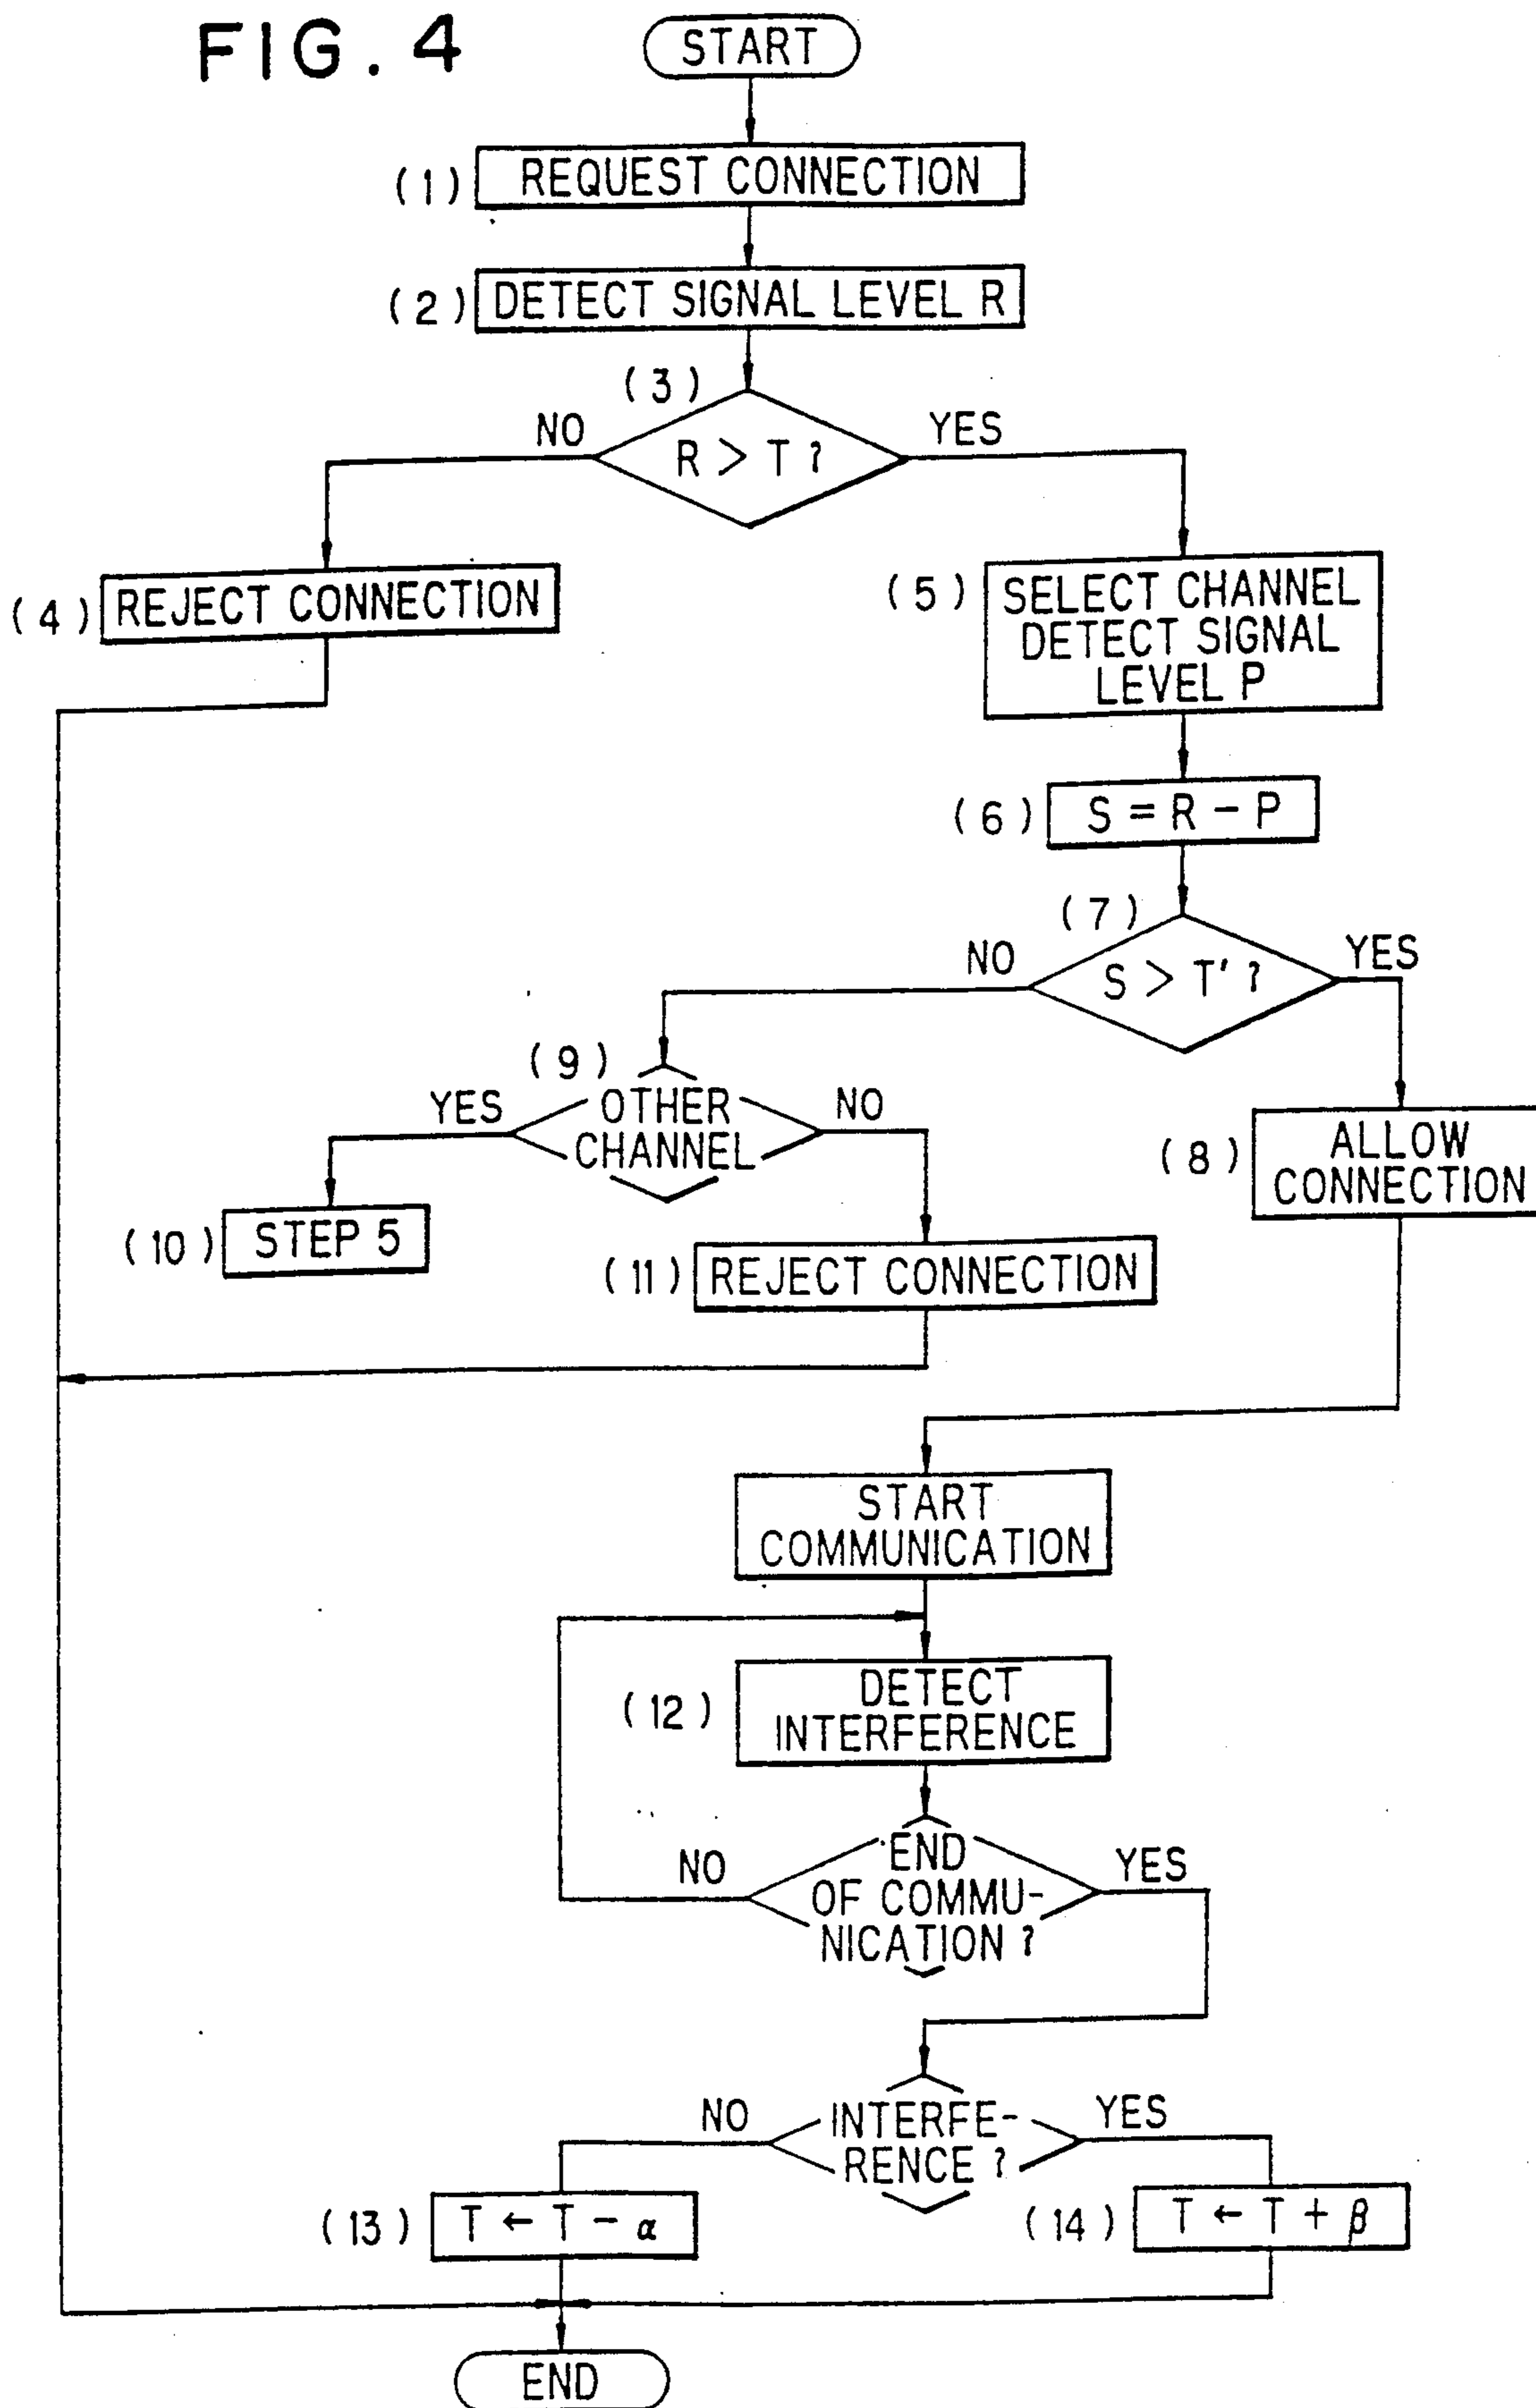 FIG. 4
START
(1) REQUEST CONNECTION
(2) DETECT SIGNAL LEVEL R
(3)
NO
R > T ?
YES
(4) REJECT CONNECTION
(5) SELECT CHANNEL
DETECT SIGNAL
LEVEL P
(6) S = R - P
(7)
NO
S > T' ?
YES
(9)
YES
OTHER
CHANNEL
NO
(8) ALLOW
CONNECTION
(10) STEP 5
(11) REJECT CONNECTION
START
COMMUNICATION
(12) DETECT
INTERFERENCE
NO
END
OF COMMU-
NICATION ?
YES
NO
INTERFE-
RENCE ?
YES
(13) T ← T - α
(14) T ← T + β
END